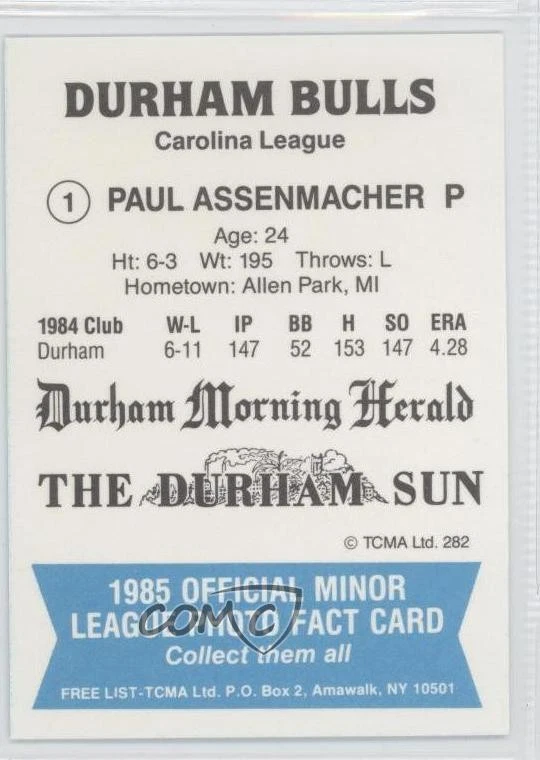 DURHAM BULLS
Carolina League
1 PAUL ASSENMACHER P
Age: 24
Ht: 6-3 Wt: 195 Throws: L
Hometown: Allen Park, MI
1984 Club W-L IP BB H SO ERA
Durham 6-11 147 52 153 147 4.28
Durham Morning Herald
THE DURHAM SUN
© TCMA Ltd. 282
1985 OFFICIAL MINOR
LEAGUE PHOTO FACT CARD
COMC
Collect them all
FREE LIST-TCMA Ltd. P.O. Box 2, Amawalk, NY 10501